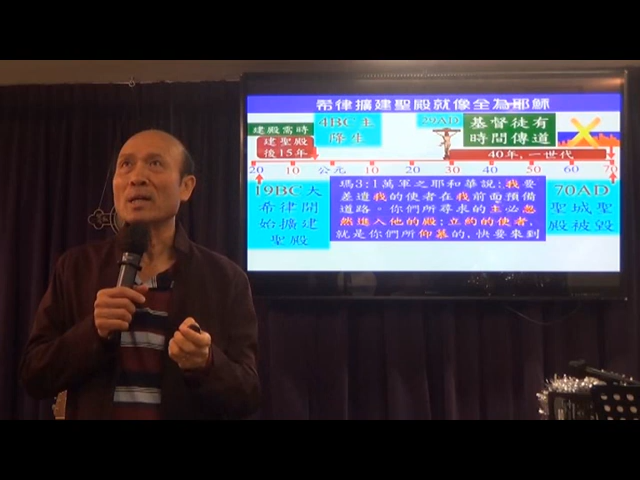 希律擴建聖殿就像全為耶穌
建殿需時
建聖殿
後15年
4BC主
降生
29AD
基督徒有
時間傳道
40年,一世代
20 10 公元 10 20 30 40 50 60 70
19BC大
希律開
始擴建
聖殿
瑪3:1萬軍之耶和華說:我要
差遣我的使者在我前面預備
道路。你們所尋求的主必忽
然進入他的殿;立約的使者,
就是你們所仰慕的,快要來到
70AD
聖城聖
殿被毀